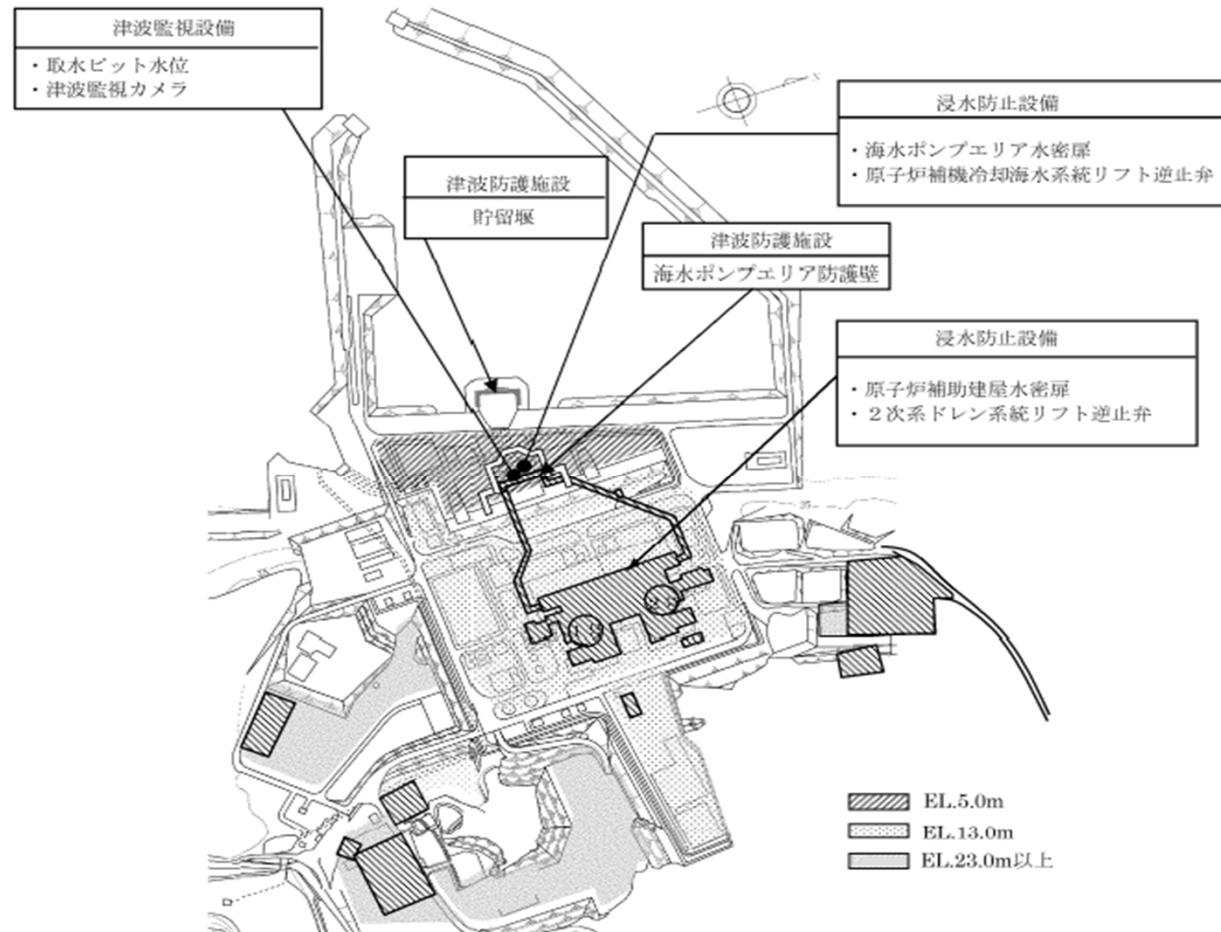 津波監視設備
・取水ピット水位
・津波監視カメラ
津波防護施設
貯留堰
浸水防止設備
・海水ポンプエリア水密扉
・原子炉補機冷却海水系統リフト逆止弁
津波防護施設
海水ポンプエリア防護壁
浸水防止設備
・原子炉補助建屋水密扉
・２次系ドレン系統リフト逆止弁
EL.5.0m
EL.13.0m
EL.23.0m以上